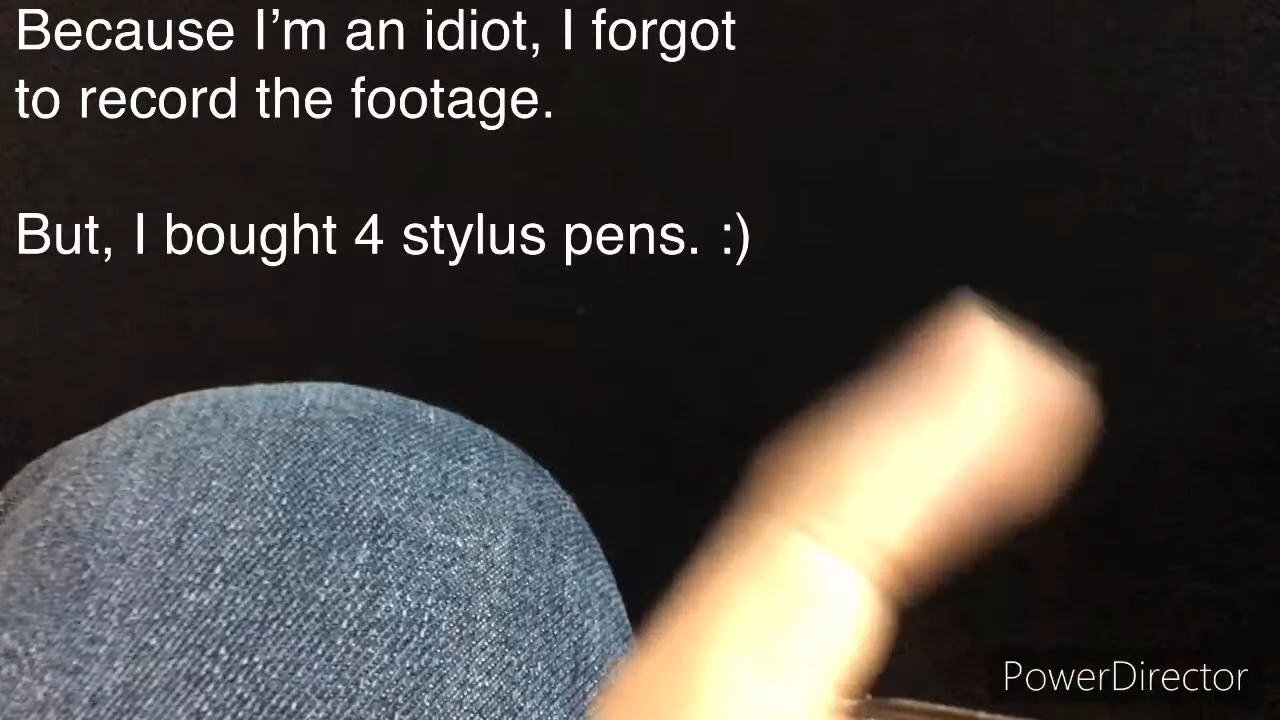 Because I’m an idiot, I forgot
to record the footage.
But, I bought 4 stylus pens. :)
PowerDirector